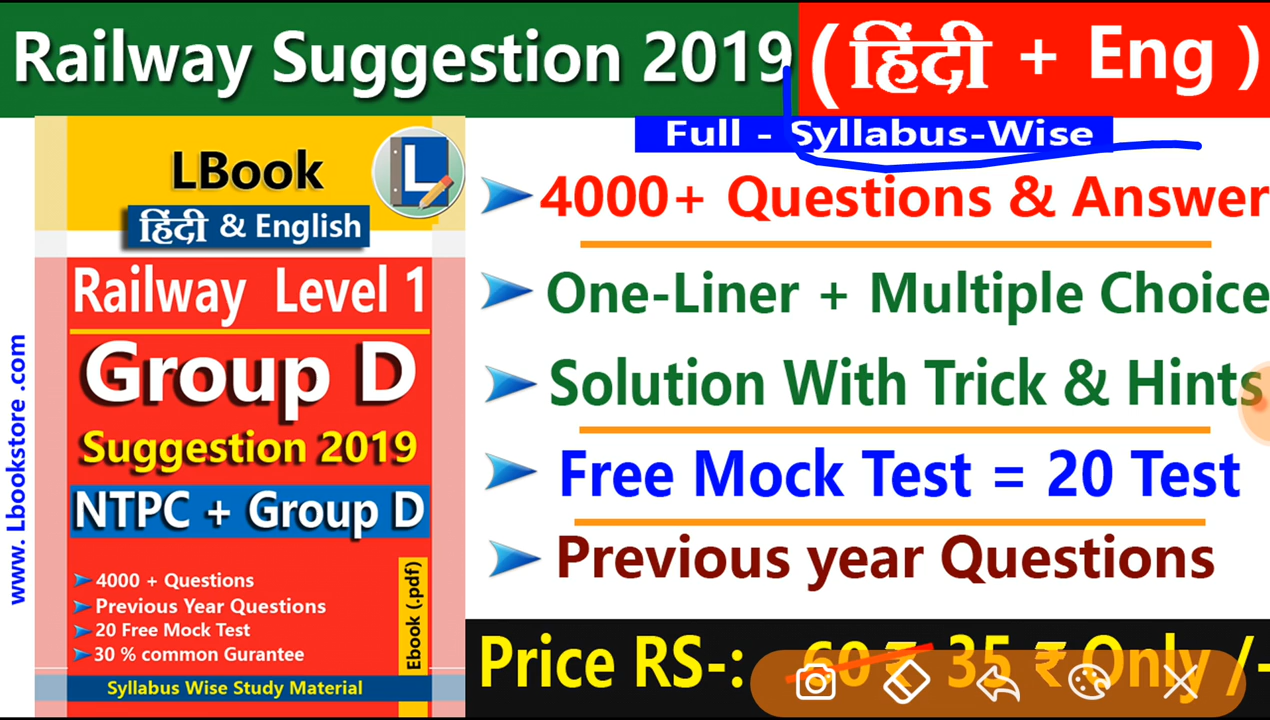 Railway Suggestion 2019 ( हिंदी + Eng )
Full - Syllabus-Wise
LBook
L
हिंदी & English
Railway Level 1
Group D
Suggestion 2019
NTPC + Group D
4000 + Questions
Previous Year Questions
20 Free Mock Test
30 % common Gurantee
Ebook (.pdf)
Syllabus Wise Study Material
www. Lbookstore .com
4000+ Questions & Answer
One-Liner + Multiple Choice
Solution With Trick & Hints
Free Mock Test = 20 Test
Previous year Questions
Price RS-: 60 ₹ 35 ₹ Only /-